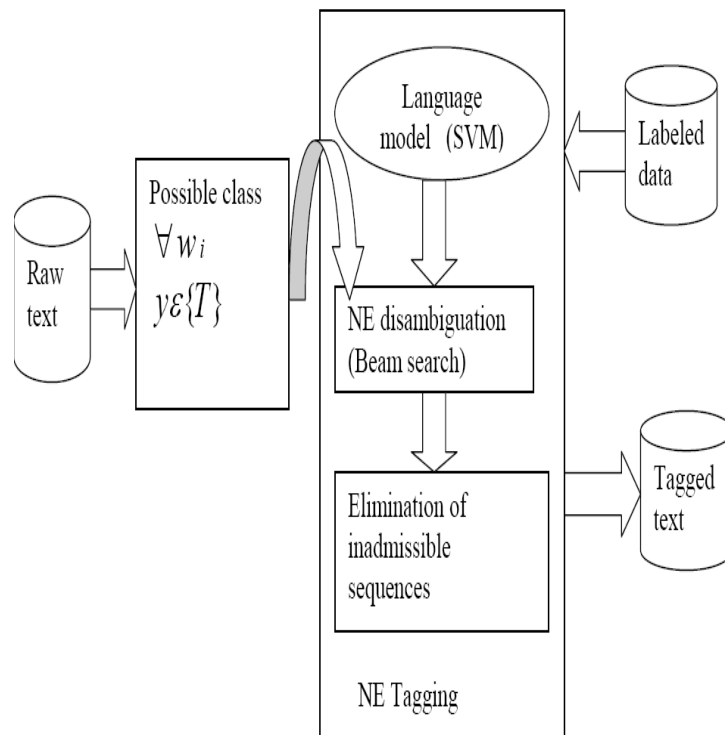 Raw
text
Possible class
∀ wᵢ
yε{T}
Language
model (SVM)
NE disambiguation
(Beam search)
Elimination of
inadmissible
sequences
NE Tagging
Labeled
data
Tagged
text